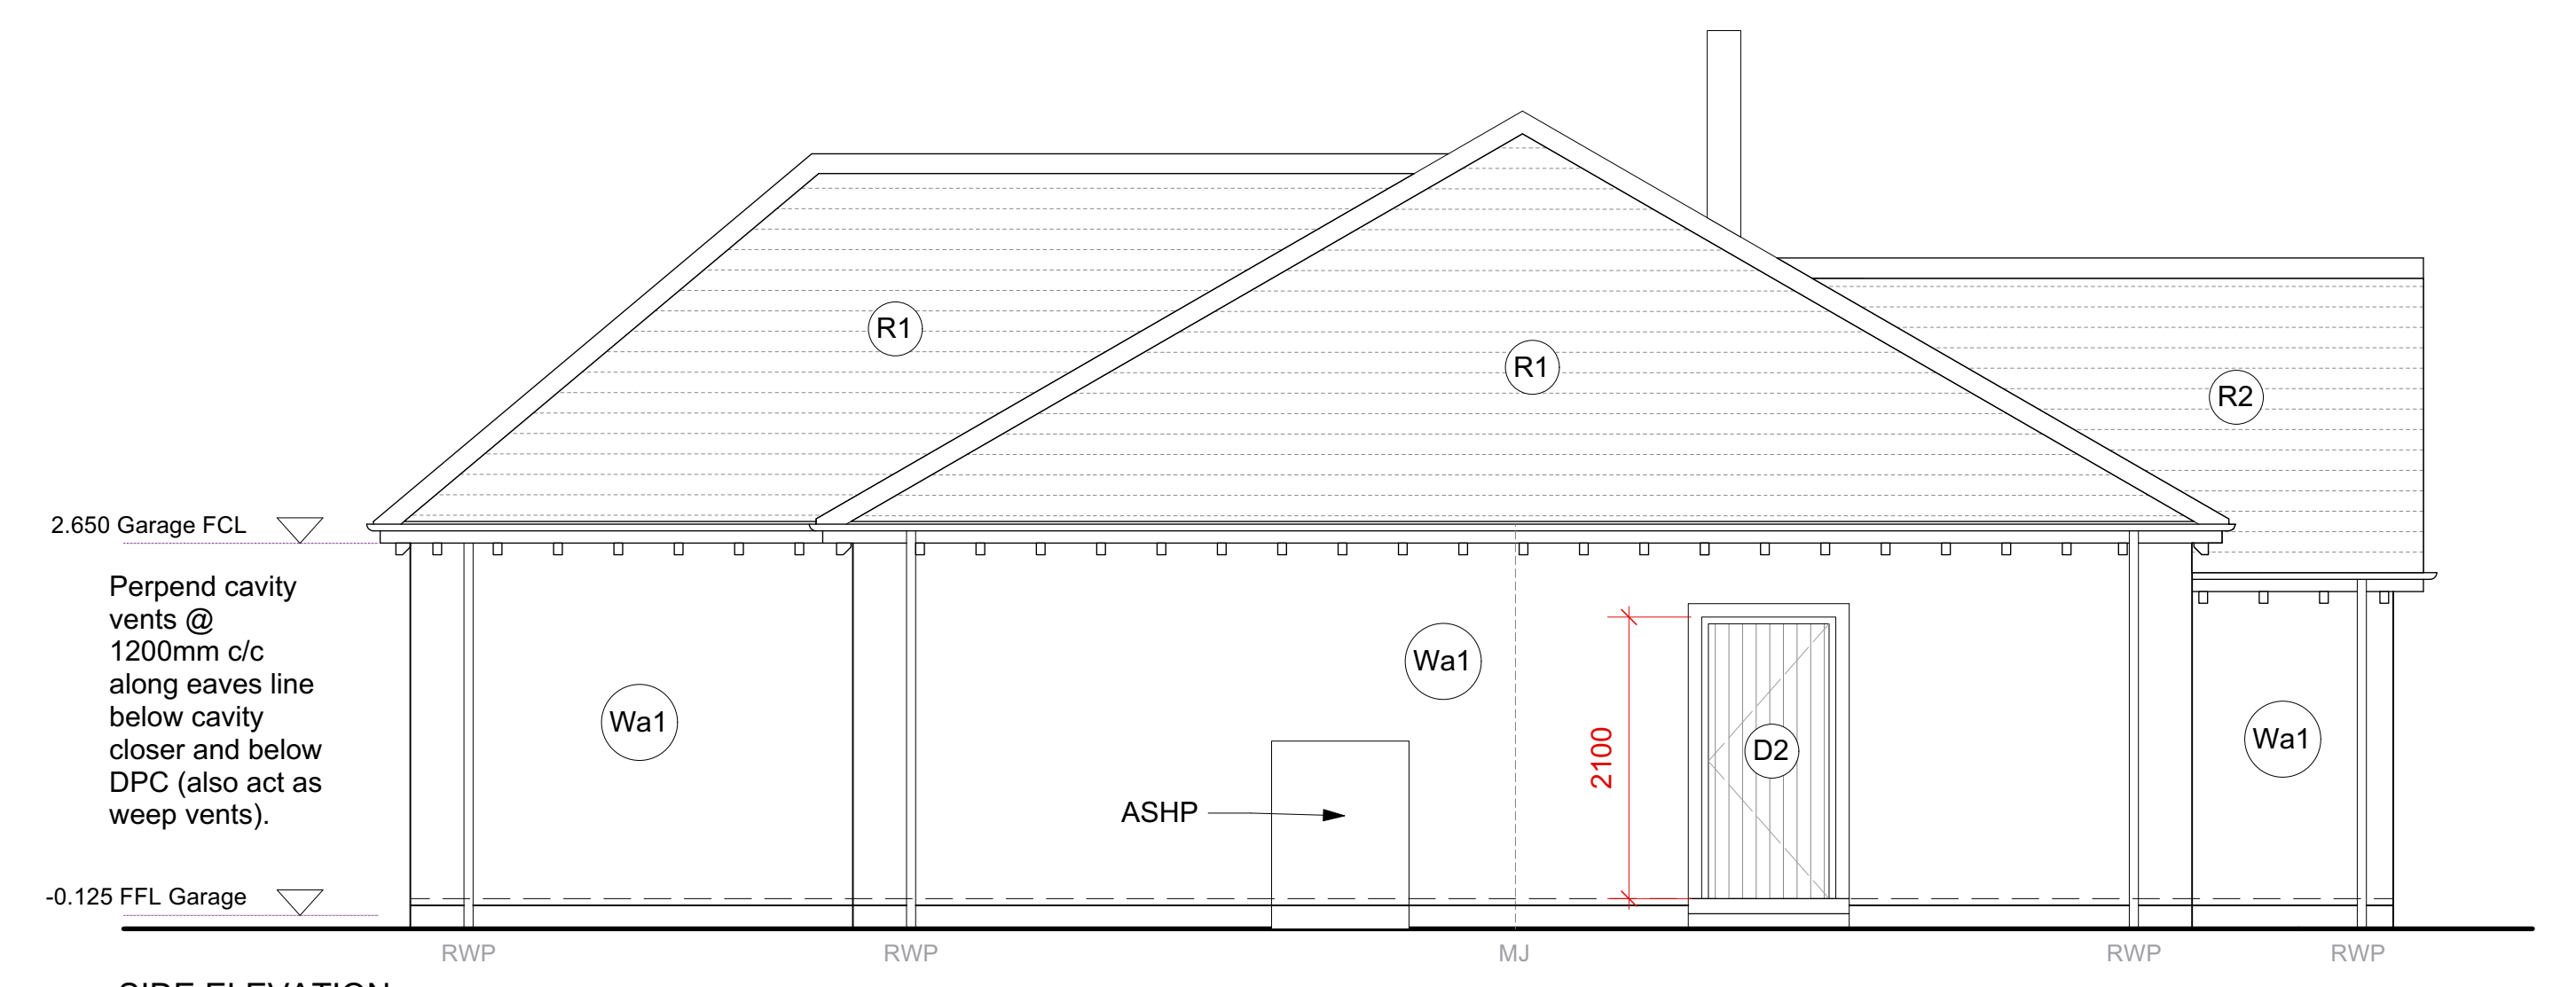 R1
R1
R2
2.650 Garage FCL
Perpend cavity
vents @
1200mm c/c
along eaves line
below cavity
closer and below
DPC (also act as
weep vents).
Wa1
Wa1
Wa1
2100
D2
ASHP
-0.125 FFL Garage
RWP
RWP
MJ
RWP
RWP
SIDE ELEVATION